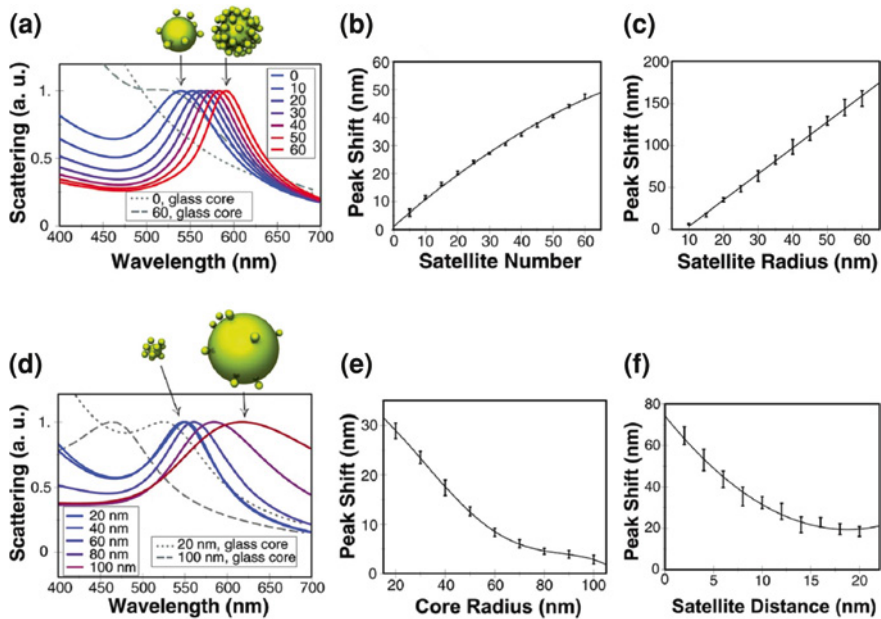 (a)
Scattering (a. u.)
1.
0.5
0
0
10
20
30
40
50
60
0, glass core
60, glass core
400 450 500 550 600 650 700
Wavelength (nm)
(b)
Peak Shift (nm)
60
50
40
30
20
10
0
0 10 20 30 40 50 60
Satellite Number
(c)
Peak Shift (nm)
200
150
100
50
0
10 20 30 40 50 60
Satellite Radius (nm)
(d)
Scattering (a. u.)
1.
0.5
0
20 nm
40 nm
60 nm
80 nm
100 nm
20 nm, glass core
100 nm, glass core
400 450 500 550 600 650 700
Wavelength (nm)
(e)
Peak Shift (nm)
30
20
10
0
20 40 60 80 100
Core Radius (nm)
(f)
Peak Shift (nm)
80
60
40
20
0
0 5 10 15 20
Satellite Distance (nm)